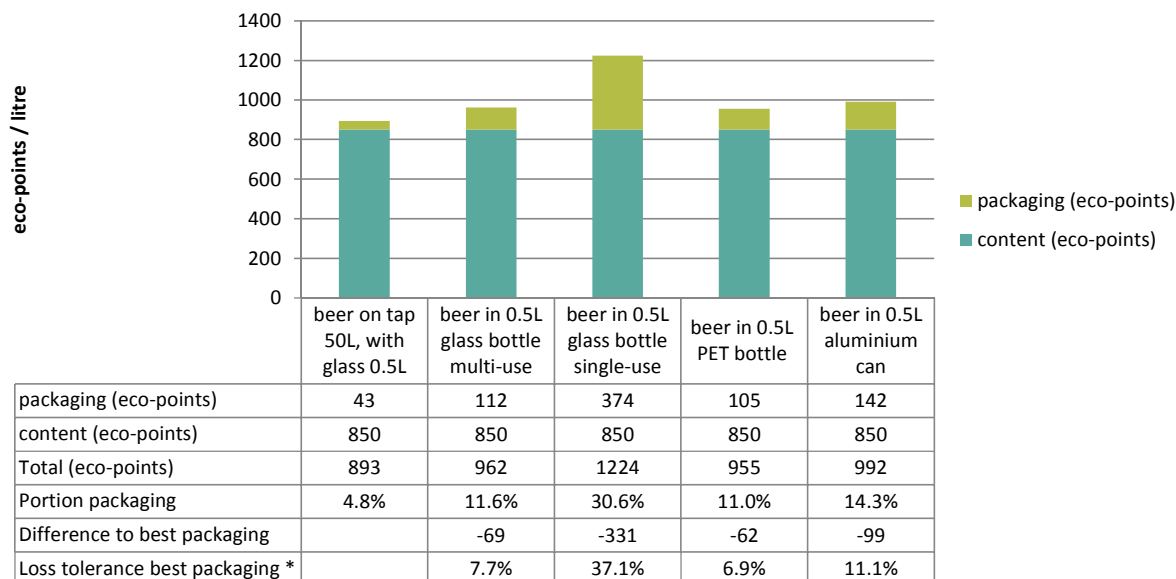 eco-points / litre
1400
1200
1000
800
600
400
200
0
packaging (eco-points)
content (eco-points)
beer on tap 50L, with glass 0.5L
beer in 0.5L glass bottle multi-use
beer in 0.5L glass bottle single-use
beer in 0.5L PET bottle
beer in 0.5L aluminium can
packaging (eco-points) 43 112 374 105 142
content (eco-points) 850 850 850 850 850
Total (eco-points) 893 962 1224 955 992
Portion packaging 4.8% 11.6% 30.6% 11.0% 14.3%
Difference to best packaging -69 -331 -62 -99
Loss tolerance best packaging * 7.7% 37.1% 6.9% 11.1%